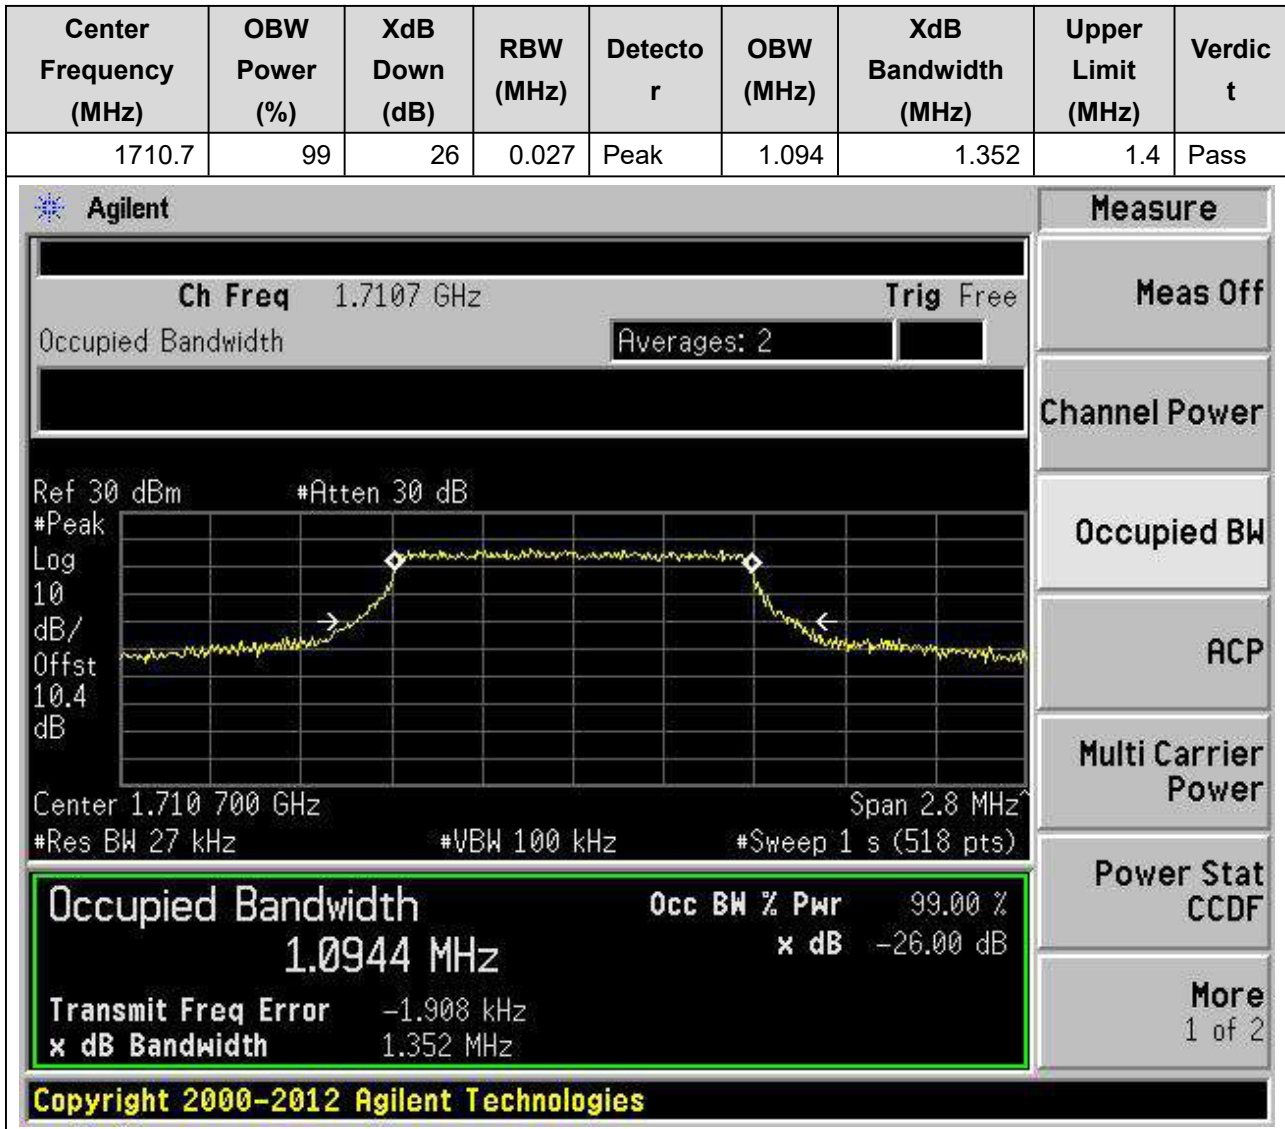 Center Frequency (MHz) OBW Power (%) XdB Down (dB) RBW (MHz) Detector OBW (MHz) XdB Bandwidth (MHz) Upper Limit (MHz) Verdict
1710.7 99 26 0.027 Peak 1.094 1.352 1.4 Pass
Agilent
Measure
Ch Freq 1.7107 GHz Trig Free
Occupied Bandwidth Averages: 2
Meas Off
Channel Power
Occupied BW
ACP
Multi Carrier
Power
Power Stat
CCDF
More
1 of 2
Ref 30 dBm #Atten 30 dB
#Peak
Log
10
dB/
Offst
10.4
dB
Center 1.710 700 GHz Span 2.8 MHz^
#Res BW 27 kHz #VBW 100 kHz #Sweep 1 s (518 pts)
Occupied Bandwidth Occ BW % Pwr 99.00 %
1.0944 MHz x dB -26.00 dB
Transmit Freq Error -1.908 kHz
x dB Bandwidth 1.352 MHz
Copyright 2000-2012 Agilent Technologies